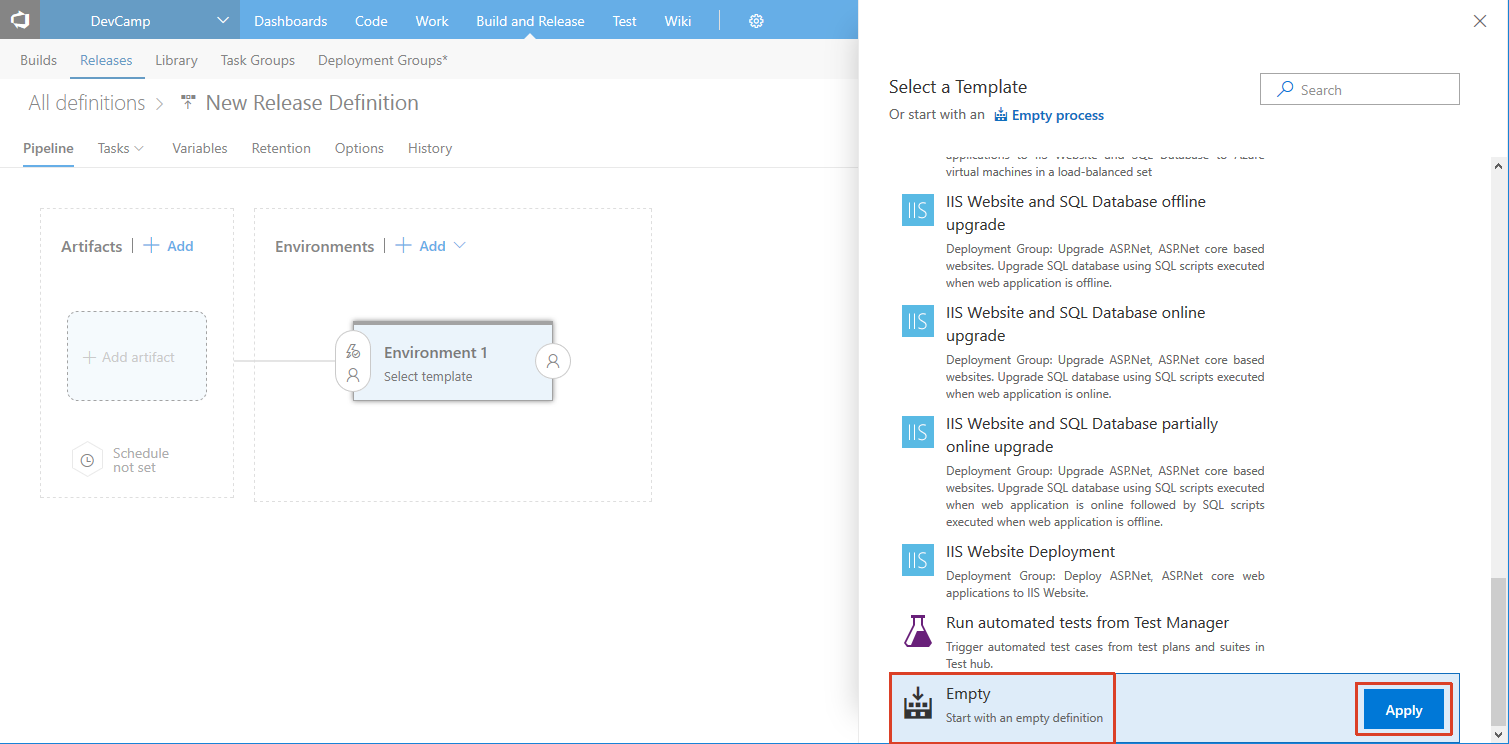 DevCamp
Dashboards
Code
Work
Build and Release
Test
Wiki
Builds
Releases
Library
Task Groups
Deployment Groups*
All definitions
New Release Definition
Pipeline
Tasks
Variables
Retention
Options
History
Artifacts | + Add
Environments | + Add
+ Add artifact
Environment 1
Select template
Schedule
not set
Select a Template
Or start with an Empty process
Search
applications to IIS Website and SQL Database to Azure
virtual machines in a load-balanced set
IIS
IIS Website and SQL Database offline
upgrade
Deployment Group: Upgrade ASP.Net, ASP.Net core based
websites. Upgrade SQL database using SQL scripts executed
when web application is offline.
IIS
IIS Website and SQL Database online
upgrade
Deployment Group: Upgrade ASP.Net, ASP.Net core based
websites. Upgrade SQL database using SQL scripts executed
when web application is online.
IIS
IIS Website and SQL Database partially
online upgrade
Deployment Group: Upgrade ASP.Net, ASP.Net core based
websites. Upgrade SQL database using SQL scripts executed
when web application is online followed by SQL scripts
executed when web application is offline.
IIS
IIS Website Deployment
Deployment Group: Deploy ASP.Net, ASP.Net core web
applications to IIS Website.
Run automated tests from Test Manager
Trigger automated test cases from test plans and suites in
Test hub.
Empty
Start with an empty definition
Apply